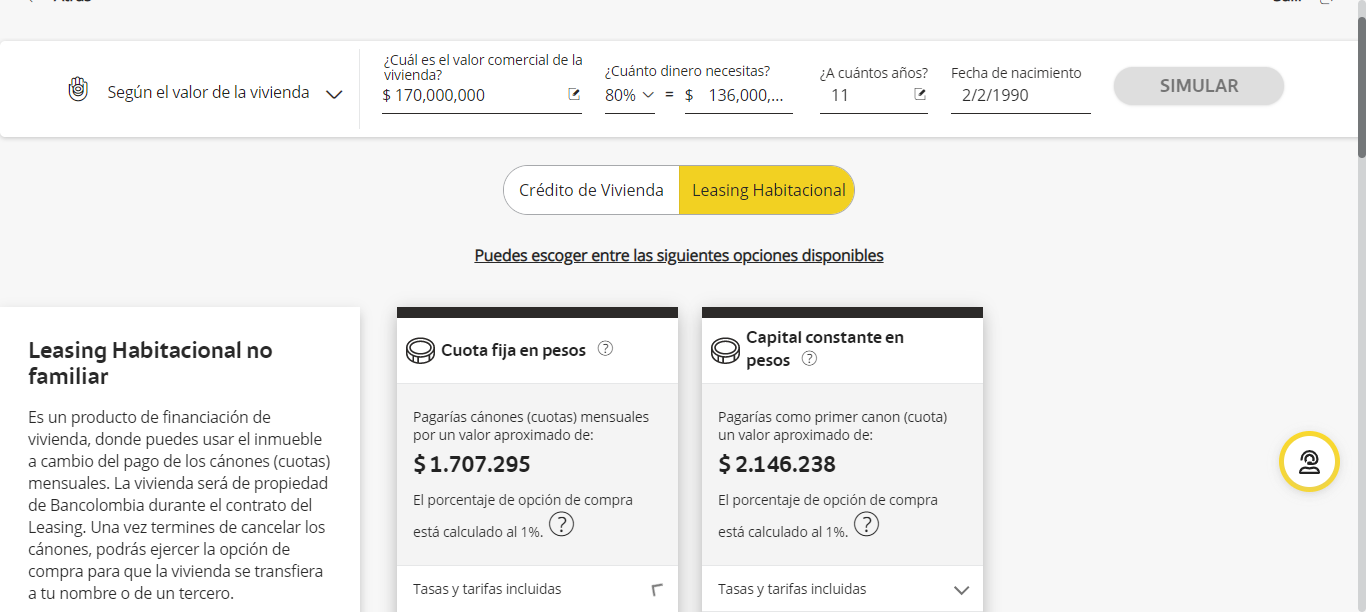 Atrás
Según el valor de la vivienda
¿Cuál es el valor comercial de la
vivienda?
$ 170,000,000
¿Cuánto dinero necesitas?
80% = $ 136,000,...
¿A cuántos años?
11
Fecha de nacimiento
2/2/1990
SIMULAR
Crédito de Vivienda
Leasing Habitacional
Puedes escoger entre las siguientes opciones disponibles
Leasing Habitacional no
familiar
Es un producto de financiación de
vivienda, donde puedes usar el inmueble
a cambio del pago de los cánones (cuotas)
mensuales. La vivienda será de propiedad
de Bancolombia durante el contrato del
Leasing. Una vez termines de cancelar los
cánones, podrás ejercer la opción de
compra para que la vivienda se transfiera
a tu nombre o de un tercero.
Cuota fija en pesos ?
Pagarías cánones (cuotas) mensuales
por un valor aproximado de:
$ 1.707.295
El porcentaje de opción de compra
está calculado al 1%. ?
Tasas y tarifas incluidas
Capital constante en
pesos ?
Pagarías como primer canon (cuota)
un valor aproximado de:
$ 2.146.238
El porcentaje de opción de compra
está calculado al 1%. ?
Tasas y tarifas incluidas